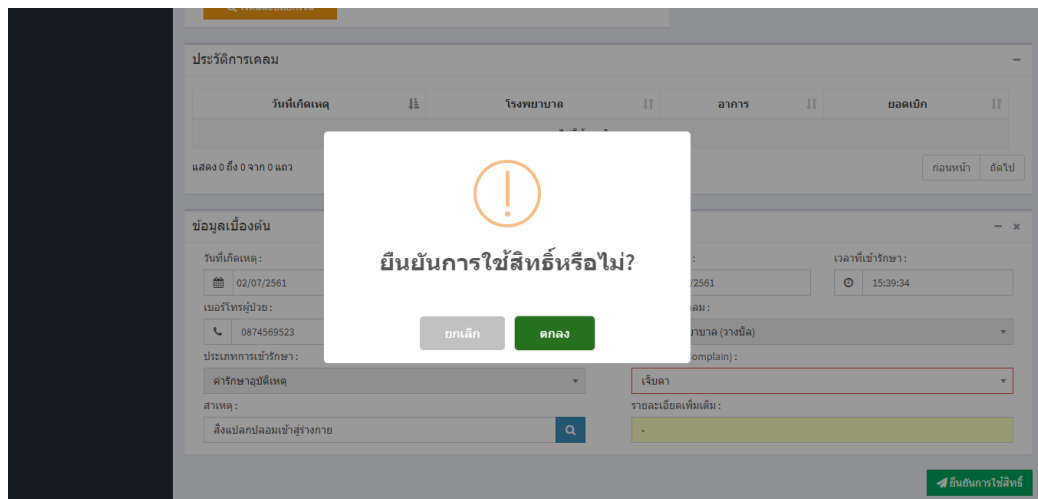 ประวัติการเคลม
วันที่เกิดเหตุ โรงพยาบาล อาการ ยอดเบิก
แสดง 0 ถึง 0 จาก 0 แถว
ก่อนหน้า ถัดไป
ยืนยันการใช้สิทธิ์หรือไม่?
ยกเลิก ตกลง
ข้อมูลเบื้องต้น
วันที่เกิดเหตุ : เวลาที่เข้ารักษา :
02/07/2561 /2561 15:39:34
เบอร์โทรผู้ป่วย :
0874569523 (วางบิล)
ประเภทการเข้ารักษา : omplain) :
ค่ารักษาอุบัติเหตุ เจ็บตา
สาเหตุ : รายละเอียดเพิ่มเติม :
สิ่งแปลกปลอมเข้าสู่ร่างกาย -
ยืนยันการใช้สิทธิ์